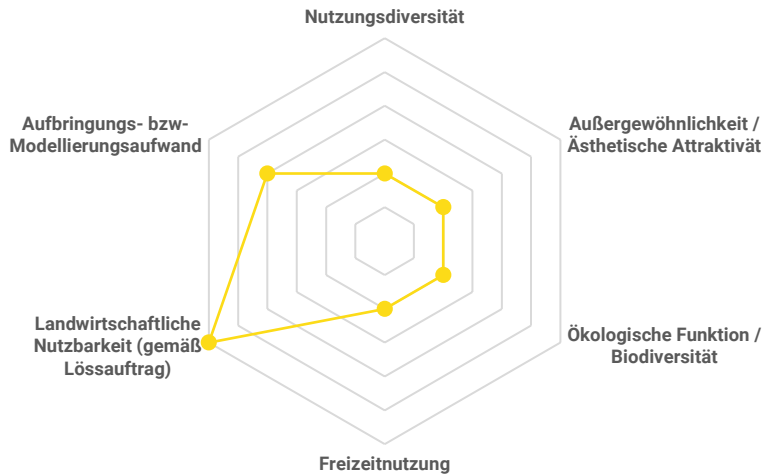 Nutzungsdiversität
Aufbringungs- bzw-
Modellierungsaufwand
Außergewöhnlichkeit /
Ästhetische Attraktivät
Landwirtschaftliche
Nutzbarkeit (gemäß
Lössauftrag)
Ökologische Funktion /
Biodiversität
Freizeitnutzung